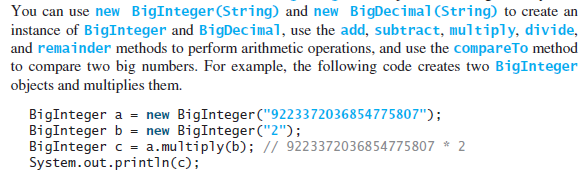 You can use new BigInteger(String) and new BigDecimal(String) to create an
instance of BigInteger and BigDecimal, use the add, subtract, multiply, divide,
and remainder methods to perform arithmetic operations, and use the compareTo method
to compare two big numbers. For example, the following code creates two BigInteger
objects and multiplies them.
BigInteger a = new BigInteger("9223372036854775807");
BigInteger b = new BigInteger("2");
BigInteger c = a.multiply(b); // 9223372036854775807 * 2
System.out.println(c);